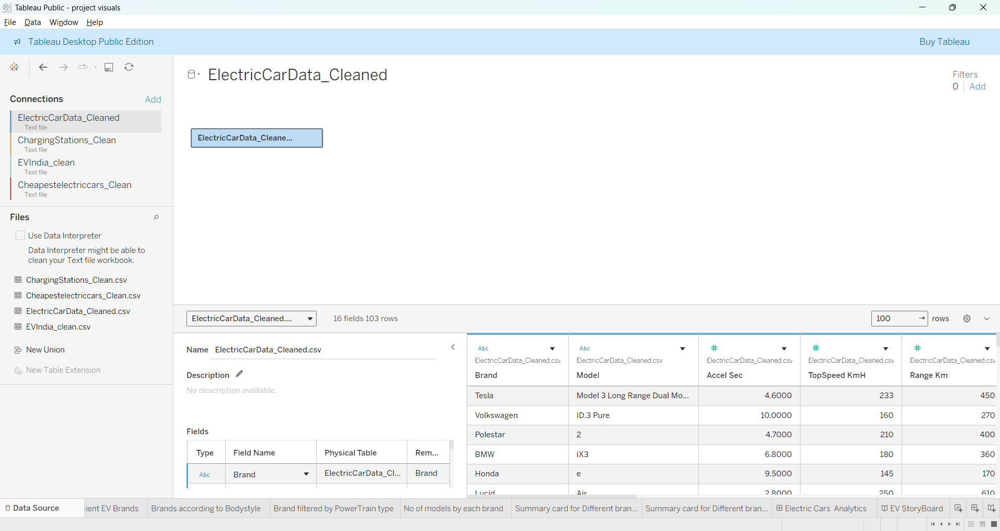 Tableau Public - project visuals
File Data Window Help
Tableau Desktop Public Edition
Buy Tableau
Connections Add
ElectricCarData_Cleaned
Text file
ChargingStations_Clean
Text file
EVIndia_clean
Text file
Cheapestelectriccars_Clean
Text file
Files
Use Data Interpreter
Data Interpreter might be able to
clean your Text file workbook.
ChargingStations_Clean.csv
Cheapestelectriccars_Clean.csv
ElectricCarData_Cleaned.csv
EVIndia_clean.csv
New Union
New Table Extension
ElectricCarData_Cleaned
Filters
0 Add
ElectricCarData_Cleane...
ElectricCarData_Cleaned.... 16 fields 103 rows
100 rows
Name ElectricCarData_Cleaned.csv
Description
No description available.
Fields
Type Field Name Physical Table Rem...
Abc Brand ElectricCarData_Cl... Brand
Abc Abc # # #
ElectricCarData_Cleaned.csv ElectricCarData_Cleaned.csv ElectricCarData_Cleaned.csv ElectricCarData_Cleaned.csv ElectricCarData_Cleaned.csv
Brand Model Accel Sec TopSpeed KmH Range Km
Tesla Model 3 Long Range Dual Mo... 4.6000 233 450
Volkswagen ID.3 Pure 10.0000 160 270
Polestar 2 4.7000 210 400
BMW iX3 6.8000 180 360
Honda e 9.5000 145 170
Lucid Air 2.8000 250 610
Data Source cient EV Brands Brands according to Bodystyle Brand filtered by PowerTrain type No of models by each brand Summary card for Different bran... Summary card for Different bran... Electric Cars Analytics EV StoryBoard